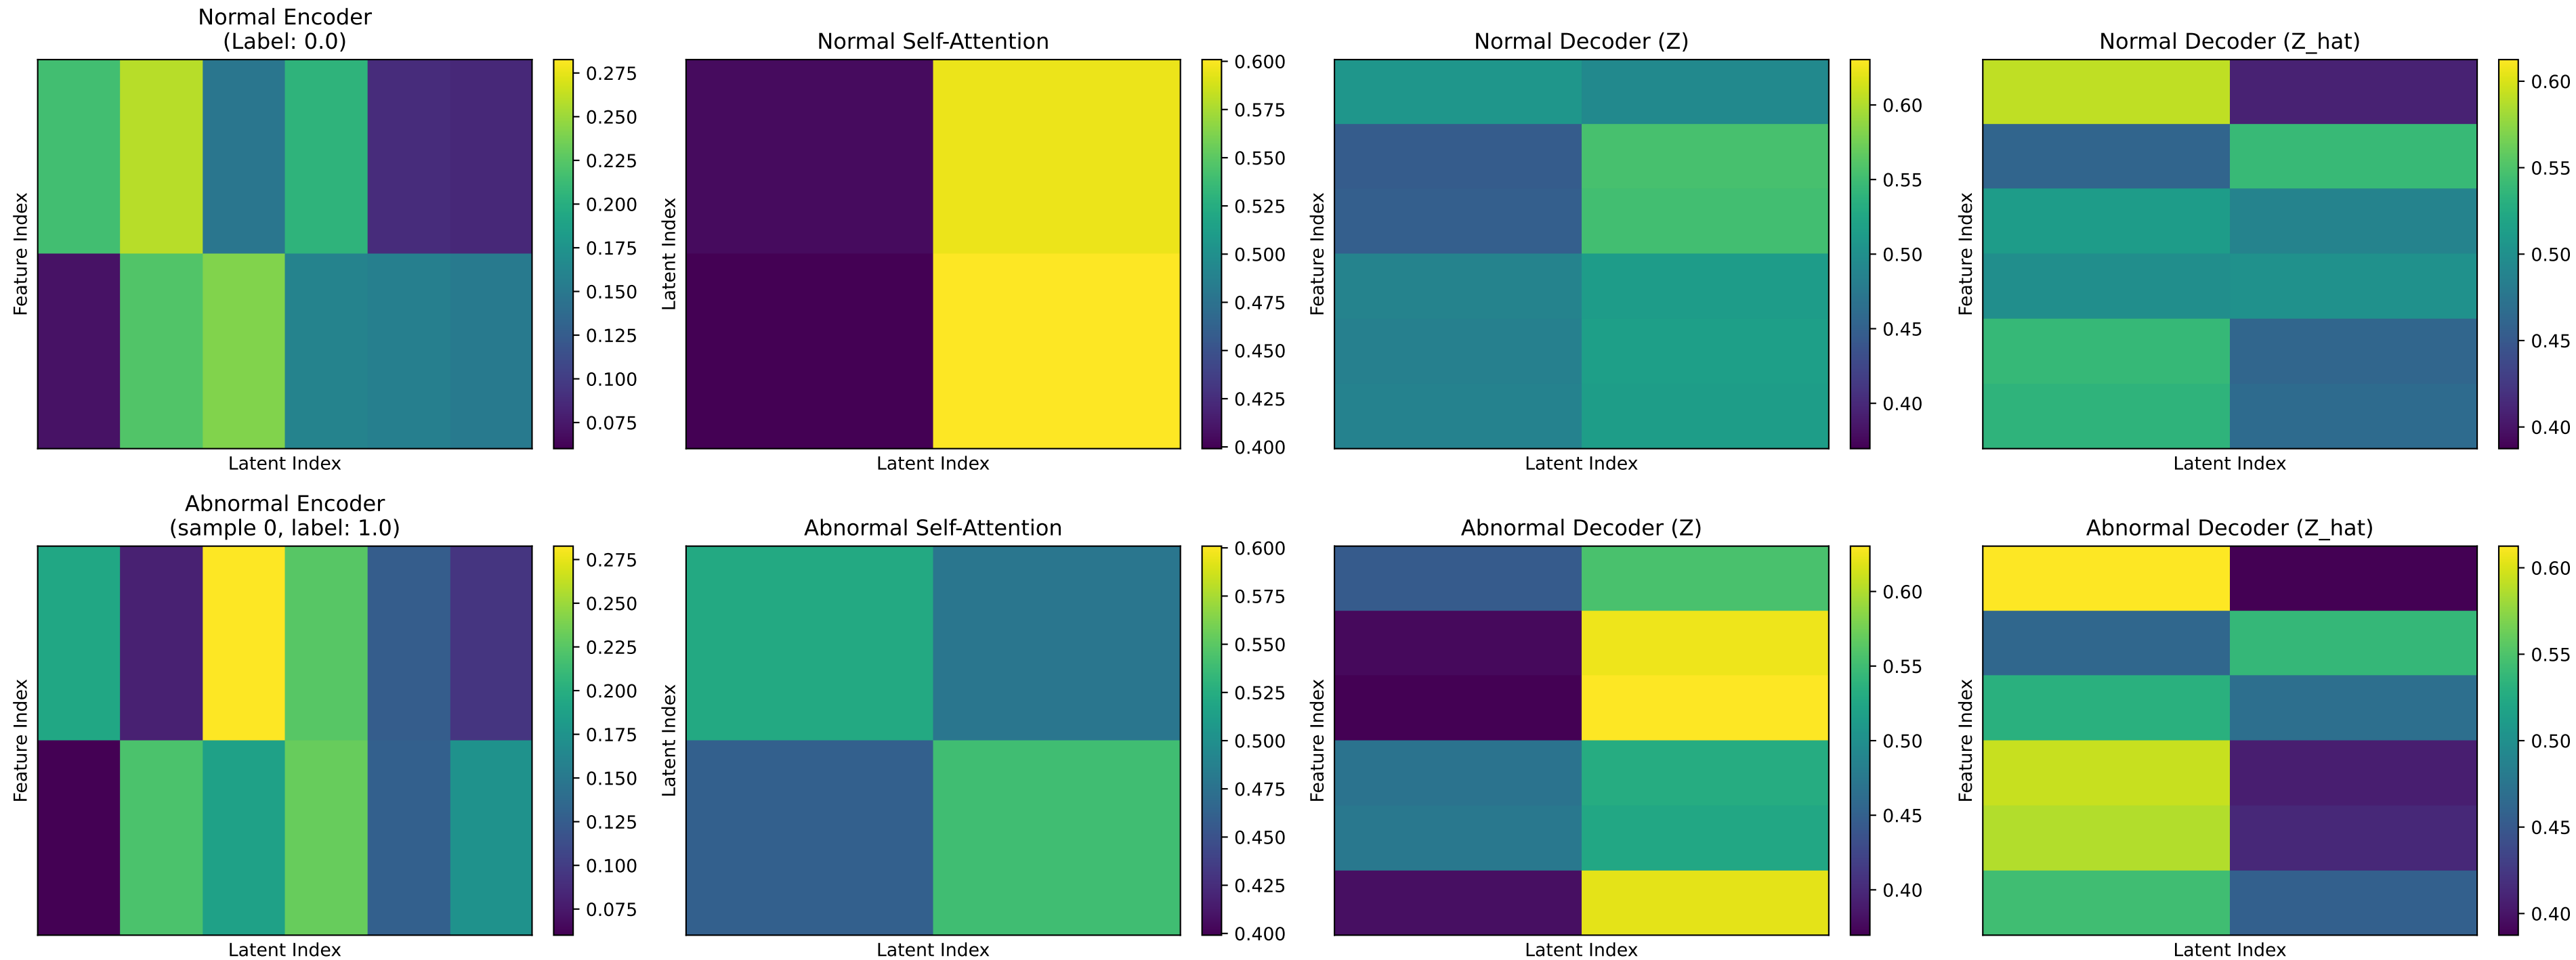 Normal Encoder
(Label: 0.0)
Feature Index
Latent Index
0.275
0.250
0.225
0.200
0.175
0.150
0.125
0.100
0.075
Normal Self-Attention
Latent Index
Latent Index
0.600
0.575
0.550
0.525
0.500
0.475
0.450
0.425
0.400
Normal Decoder (Z)
Feature Index
Latent Index
0.60
0.55
0.50
0.45
0.40
Normal Decoder (Z_hat)
Feature Index
Latent Index
0.60
0.55
0.50
0.45
0.40
Abnormal Encoder
(sample 0, label: 1.0)
Feature Index
Latent Index
0.275
0.250
0.225
0.200
0.175
0.150
0.125
0.100
0.075
Abnormal Self-Attention
Latent Index
Latent Index
0.600
0.575
0.550
0.525
0.500
0.475
0.450
0.425
0.400
Abnormal Decoder (Z)
Feature Index
Latent Index
0.60
0.55
0.50
0.45
0.40
Abnormal Decoder (Z_hat)
Feature Index
Latent Index
0.60
0.55
0.50
0.45
0.40